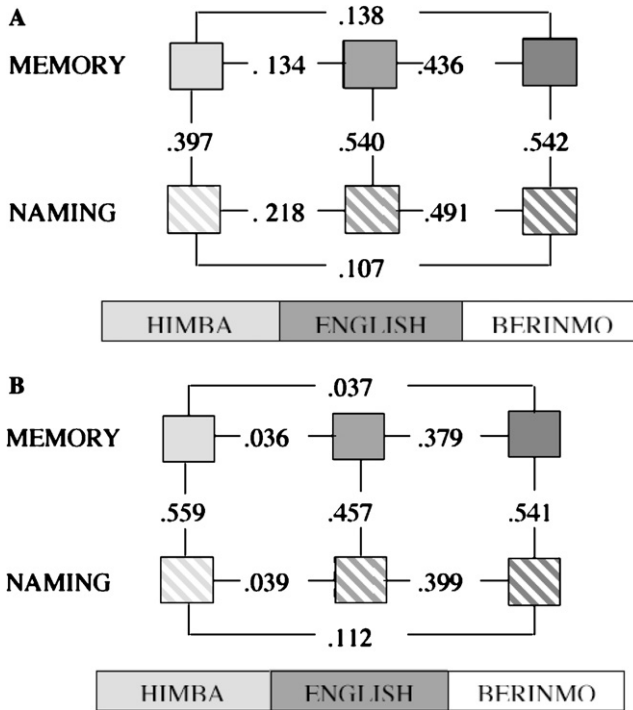 A
.138
MEMORY . 134 .436
.397 .540 .542
NAMING . 218 .491
.107
HIMBA ENGLISH BERINMO
B
.037
MEMORY .036 .379
.559 .457 .541
NAMING .039 .399
.112
HIMBA ENGLISH BERINMO